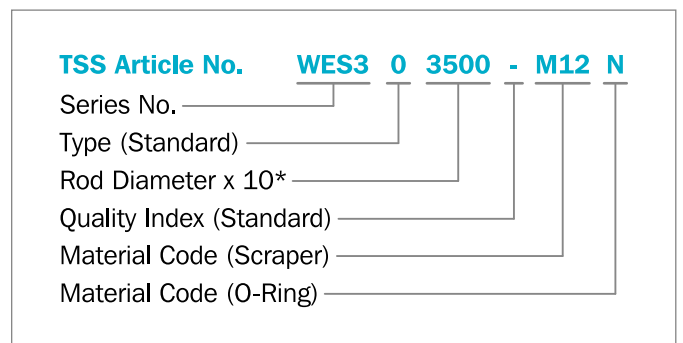 TSS Article No. WES3 0 3500 - M12 N
Series No.
Type (Standard)
Rod Diameter x 10*
Quality Index (Standard)
Material Code (Scraper)
Material Code (O-Ring)